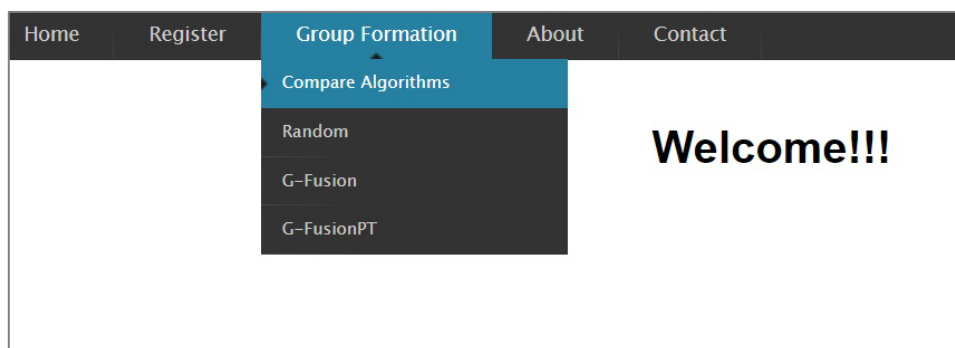 Home Register Group Formation About Contact
Compare Algorithms
Random
G-Fusion
G-FusionPT
Welcome!!!